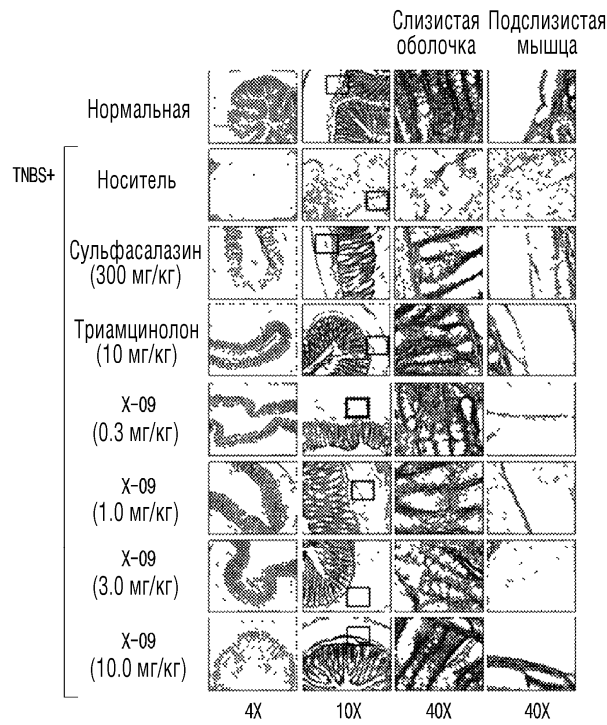 Слизистая Подслизистая
оболочка мышца
Нормальная
TNBS+
Носитель
Сульфасалазин
(300 мг/кг)
Триамцинолон
(10 мг/кг)
X-09
(0.3 мг/кг)
X-09
(1.0 мг/кг)
X-09
(3.0 мг/кг)
X-09
(10.0 мг/кг)
4X 10X 40X 40X